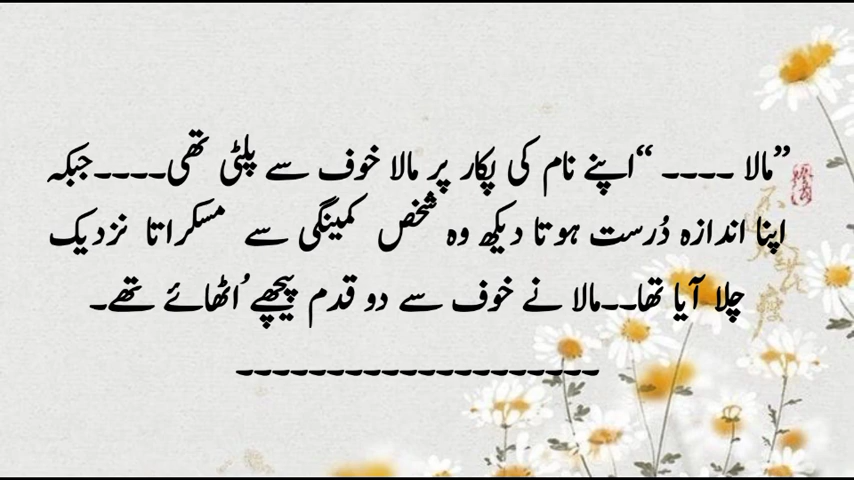 ”مالا ۔۔۔۔ “اپنے نام کی پکار پر مالا خوف سے پلٹی تھی۔۔۔۔جبکہ
اپنا اندازہ دُرست ہوتا دیکھ وہ شخص کمینگی سے مسکراتا نزدیک
چلا آیا تھا۔۔مالا نے خوف سے دو قدم پیچھے اُٹھائے تھے۔
۔۔۔۔۔۔۔۔۔۔۔۔۔۔۔۔۔۔۔۔